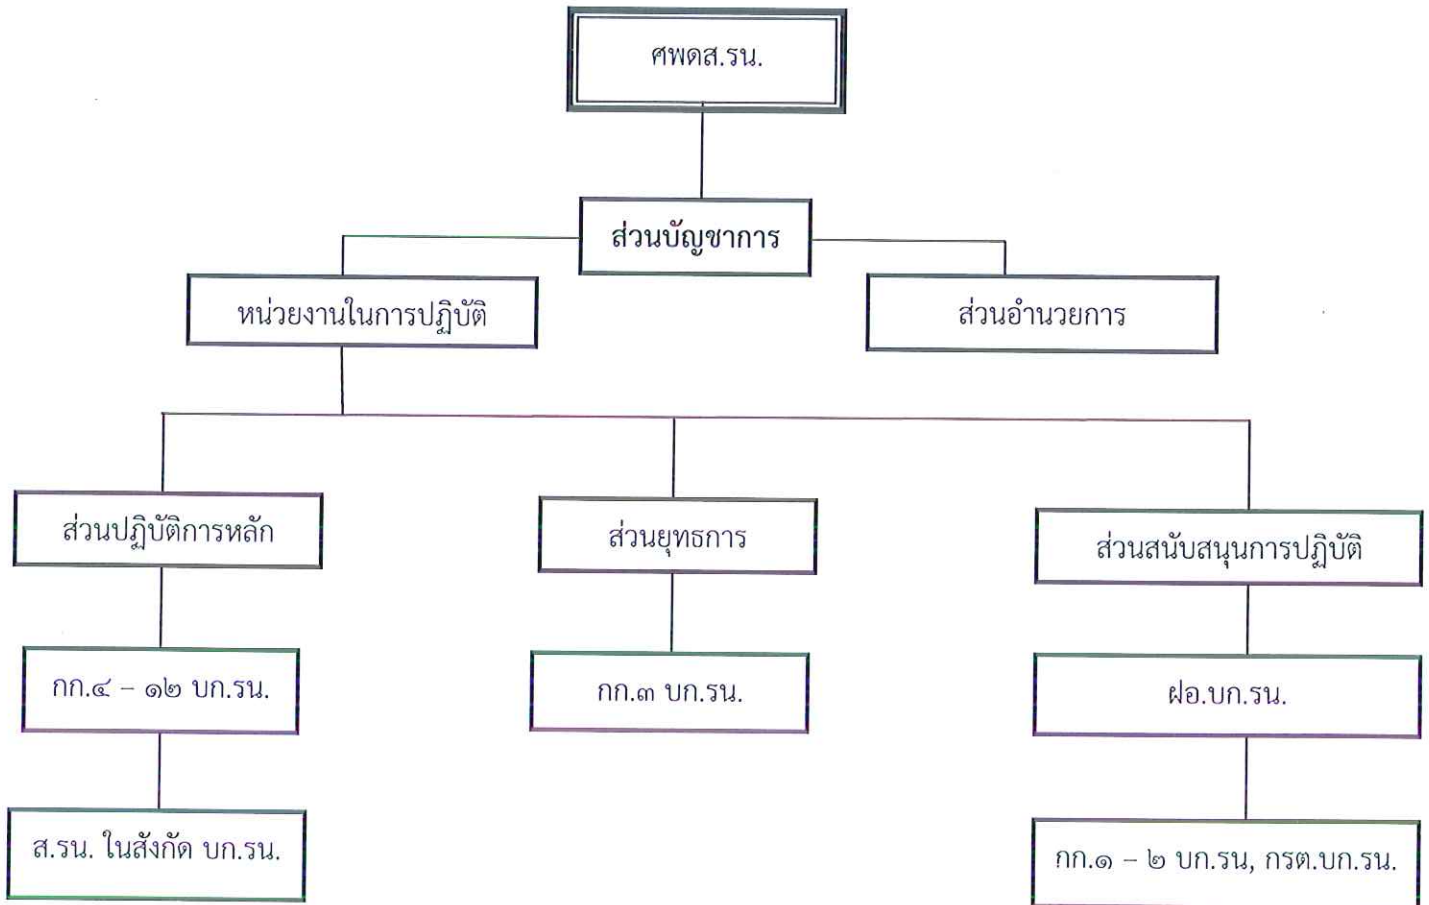 ศพดส.รน.
ส่วนบัญชาการ
หน่วยงานในการปฏิบัติ
ส่วนอำนวยการ
ส่วนปฏิบัติการหลัก
ส่วนยุทธการ
ส่วนสนับสนุนการปฏิบัติ
กก.๔ – ๑๒ บก.รน.
กก.๓ บก.รน.
ฝอ.บก.รน.
ส.รน. ในสังกัด บก.รน.
กก.๑ – ๒ บก.รน, กรต.บก.รน.